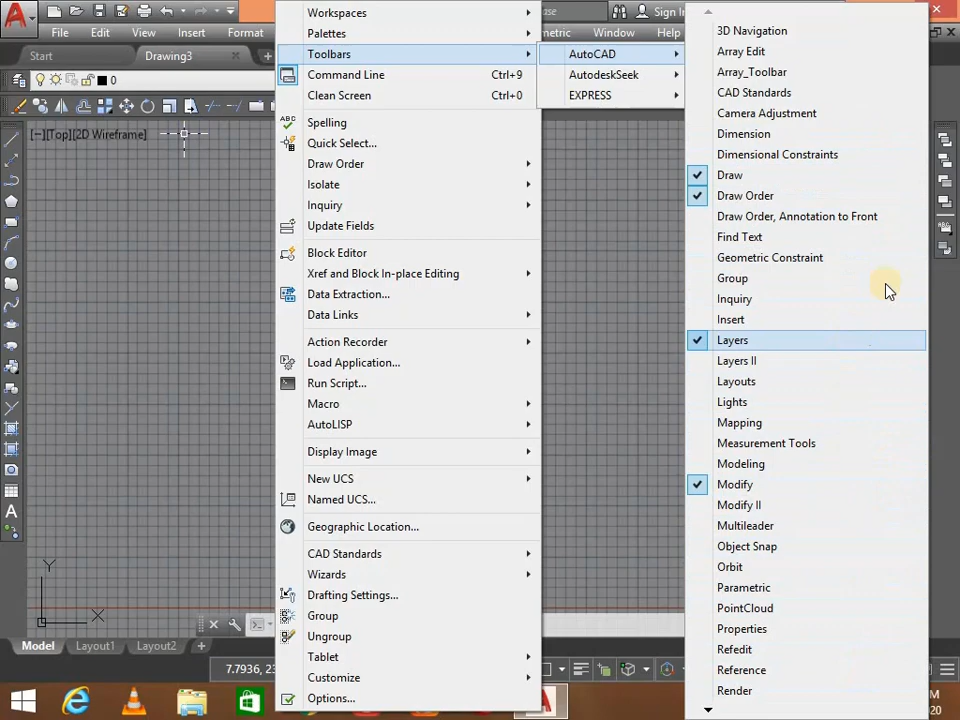 Sign In
File
Edit
View
Insert
Format
Window
Help
Start
Drawing3
0
[−][Top][2D Wireframe]
Workspaces
Palettes
Toolbars
Command Line Ctrl+9
Clean Screen Ctrl+0
Spelling
Quick Select...
Draw Order
Isolate
Inquiry
Update Fields
Block Editor
Xref and Block In-place Editing
Data Extraction...
Data Links
Action Recorder
Load Application...
Run Script...
Macro
AutoLISP
Display Image
New UCS
Named UCS...
Geographic Location...
CAD Standards
Wizards
Drafting Settings...
Group
Ungroup
Tablet
Customize
Options...
AutoCAD
AutodeskSeek
EXPRESS
3D Navigation
Array Edit
Array_Toolbar
CAD Standards
Camera Adjustment
Dimension
Dimensional Constraints
Draw
Draw Order
Draw Order, Annotation to Front
Find Text
Geometric Constraint
Group
Inquiry
Insert
Layers
Layers II
Layouts
Lights
Mapping
Measurement Tools
Modeling
Modify
Modify II
Multileader
Object Snap
Orbit
Parametric
PointCloud
Properties
Refedit
Reference
Render
Y
X
Model
Layout1
Layout2
7.7936, 23